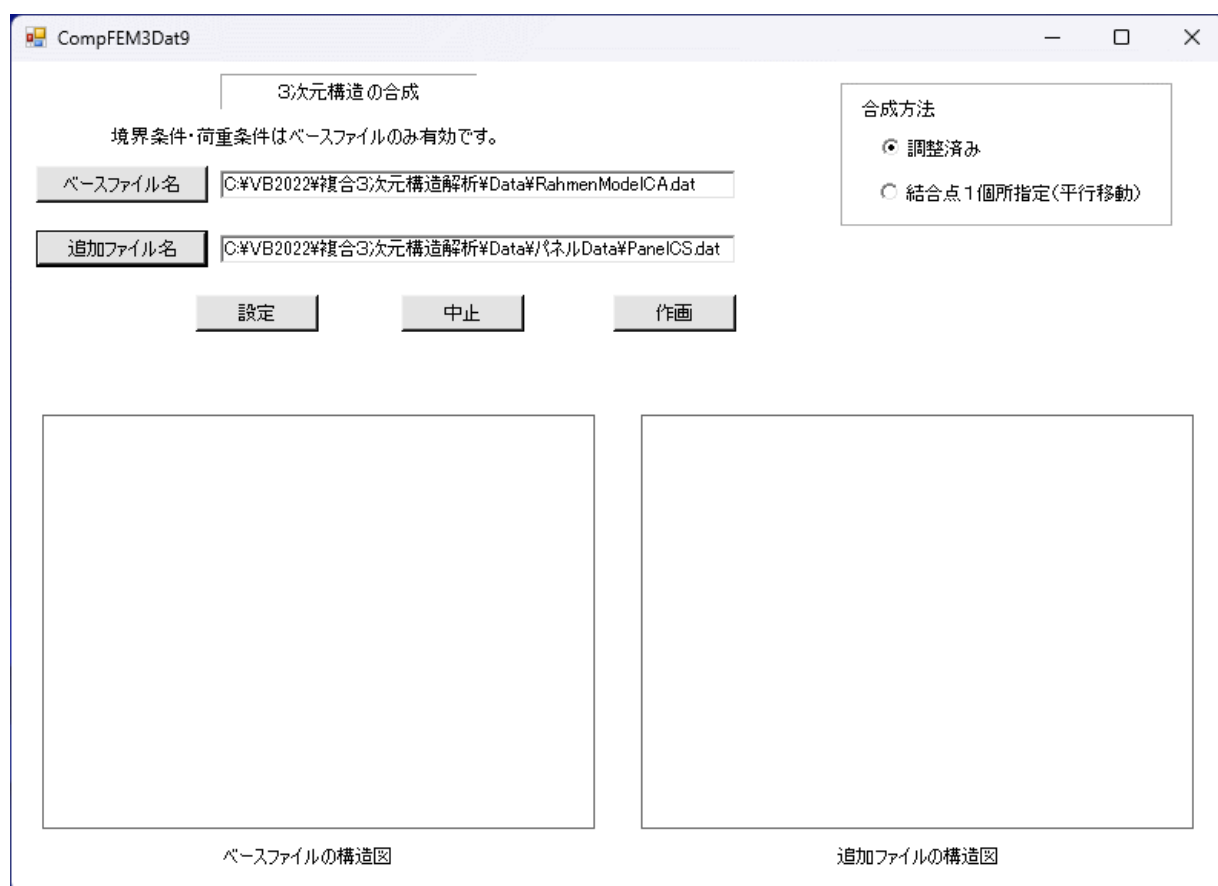 CompFEM3Dat9
3次元構造の合成
境界条件・荷重条件はベースファイルのみ有効です。
ベースファイル名
C:¥VB2022¥複合3次元構造解析¥Data¥RahmenModelCA.dat
追加ファイル名
C:¥VB2022¥複合3次元構造解析¥Data¥パネルData¥PanelCS.dat
合成方法
調整済み
結合点1個所指定(平行移動)
設定
中止
作画
ベースファイルの構造図
追加ファイルの構造図